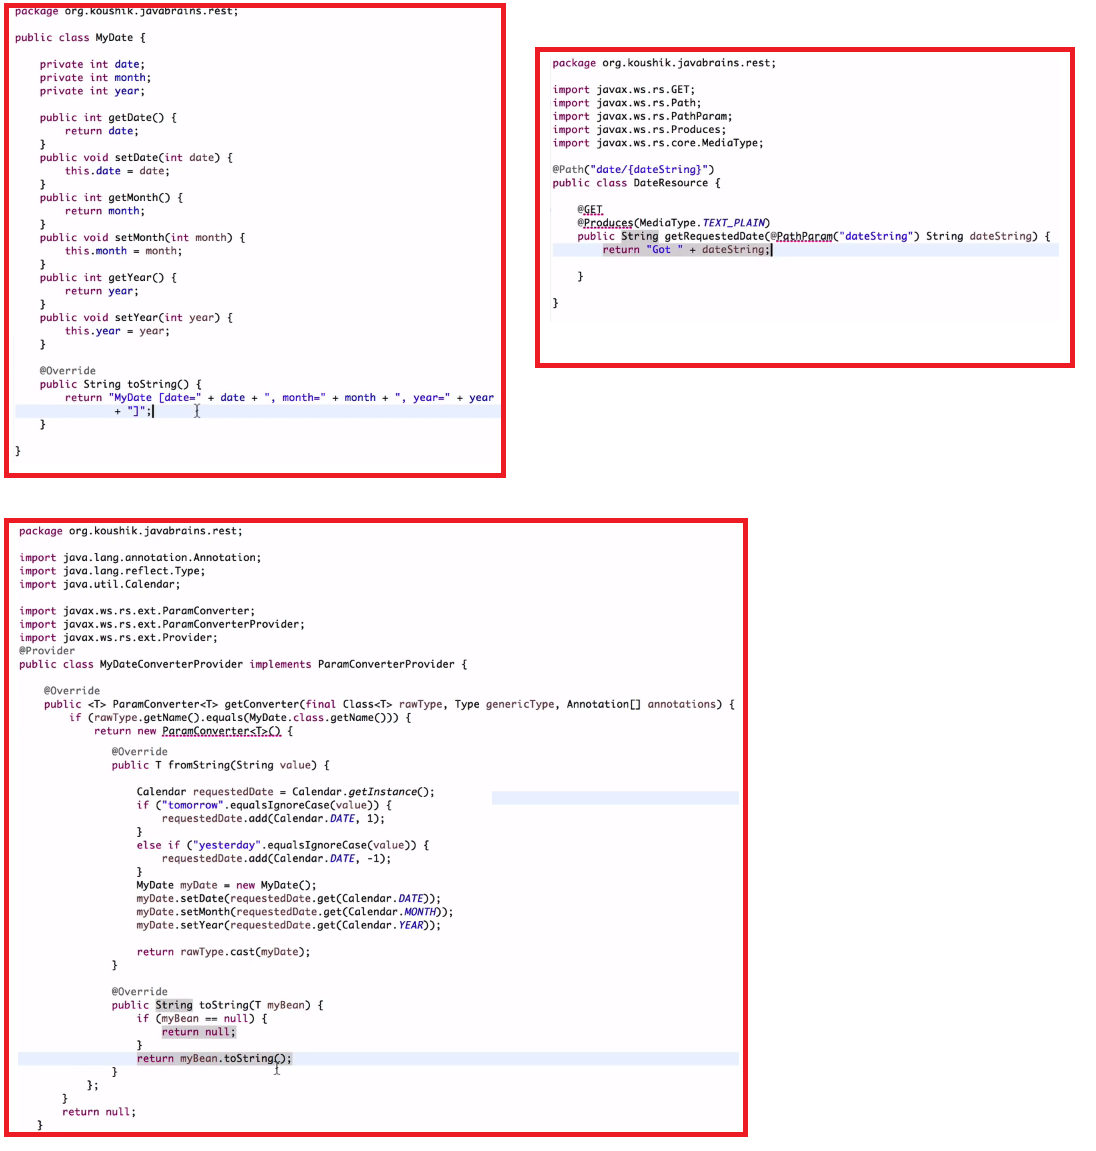 package org.koushik.javabrains.rest;
public class MyDate {
private int date;
private int month;
private int year;
public int getDate() {
return date;
}
public void setDate(int date) {
this.date = date;
}
public int getMonth() {
return month;
}
public void setMonth(int month) {
this.month = month;
}
public int getYear() {
return year;
}
public void setYear(int year) {
this.year = year;
}
@Override
public String toString() {
return "MyDate [date=" + date + ", month=" + month + ", year=" + year
+ "]";
}
}
package org.koushik.javabrains.rest;
import javax.ws.rs.GET;
import javax.ws.rs.Path;
import javax.ws.rs.PathParam;
import javax.ws.rs.Produces;
import javax.ws.rs.core.MediaType;
@Path("date/{dateString}")
public class DateResource {
@GET
@Produces(MediaType.TEXT_PLAIN)
public String getRequestedDate(@PathParam("dateString") String dateString) {
return "Got " + dateString;
}
}
package org.koushik.javabrains.rest;
import java.lang.annotation.Annotation;
import java.lang.reflect.Type;
import java.util.Calendar;
import javax.ws.rs.ext.ParamConverter;
import javax.ws.rs.ext.ParamConverterProvider;
import javax.ws.rs.ext.Provider;
@Provider
public class MyDateConverterProvider implements ParamConverterProvider {
@Override
public <T> ParamConverter<T> getConverter(final Class<T> rawType, Type genericType, Annotation[] annotations) {
if (rawType.getName().equals(MyDate.class.getName())) {
return new ParamConverter<T>() {
@Override
public T fromString(String value) {
Calendar requestedDate = Calendar.getInstance();
if ("tomorrow".equalsIgnoreCase(value)) {
requestedDate.add(Calendar.DATE, 1);
}
else if ("yesterday".equalsIgnoreCase(value)) {
requestedDate.add(Calendar.DATE, -1);
}
MyDate myDate = new MyDate();
myDate.setDate(requestedDate.get(Calendar.DATE));
myDate.setMonth(requestedDate.get(Calendar.MONTH));
myDate.setYear(requestedDate.get(Calendar.YEAR));
return rawType.cast(myDate);
}
@Override
public String toString(T myBean) {
if (myBean == null) {
return null;
}
return myBean.toString();
}
};
}
return null;
}